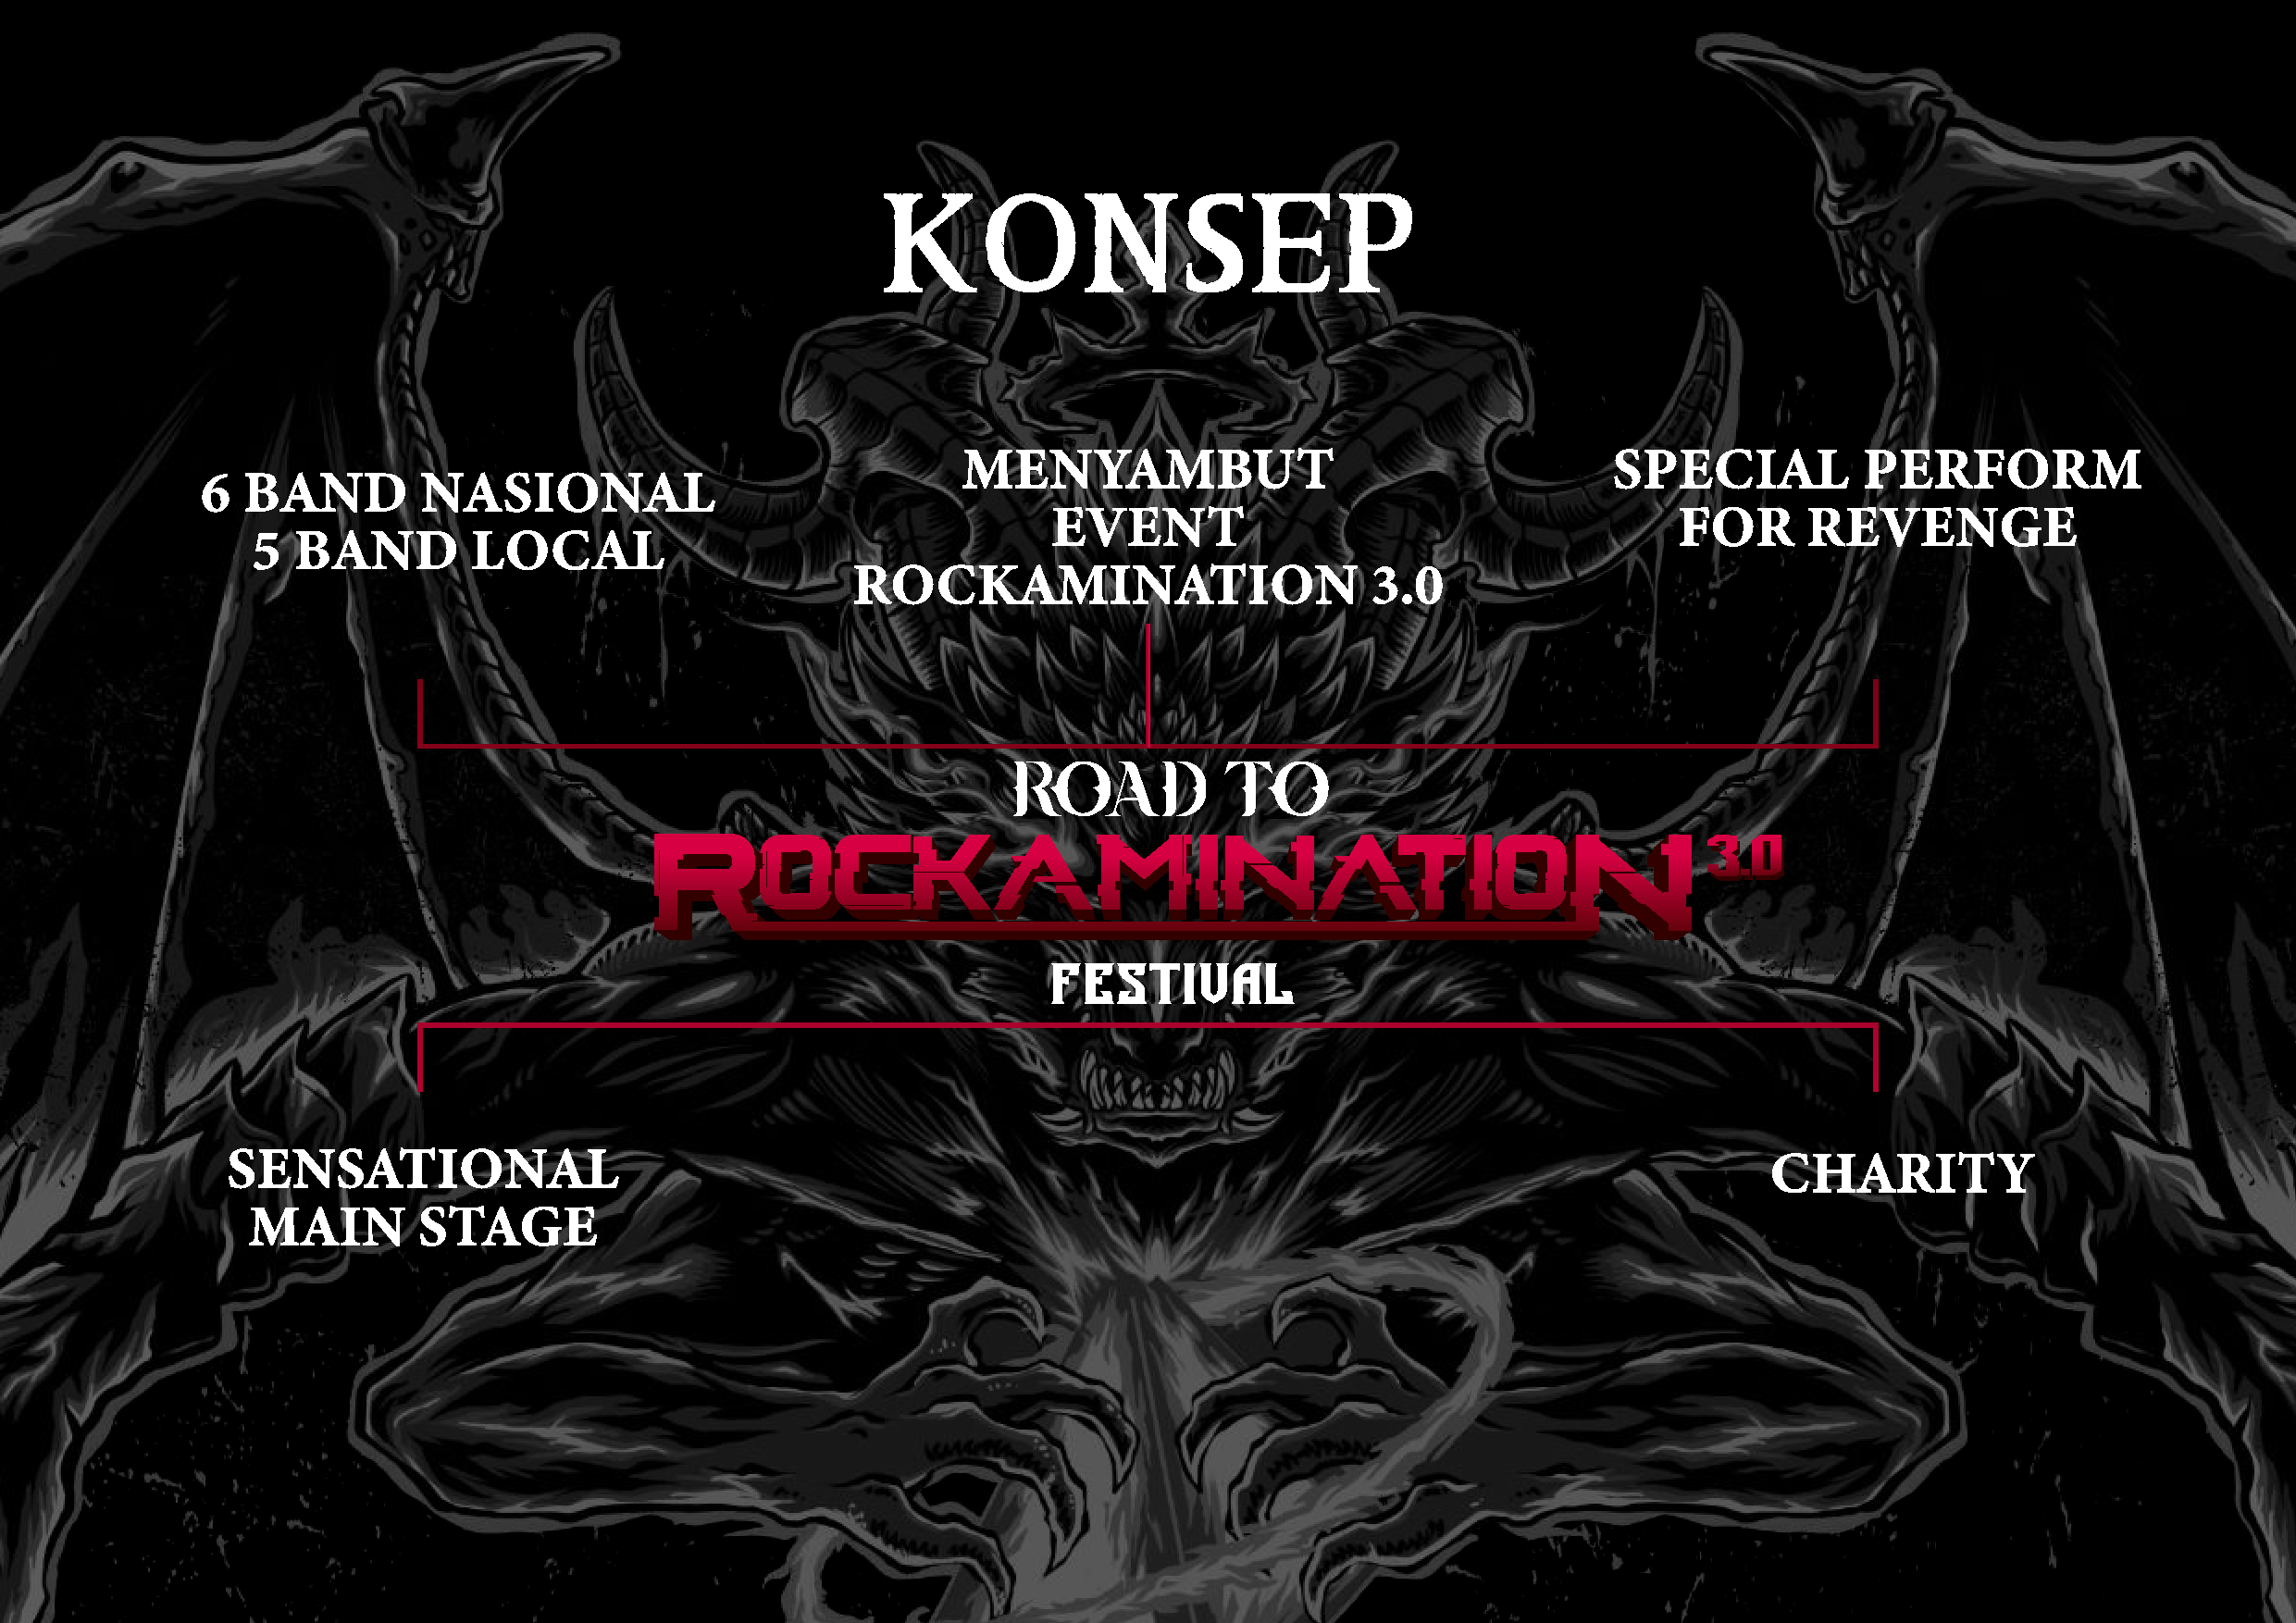 KONSEP
6 BAND NASIONAL
5 BAND LOCAL
MENYAMBUT
EVENT
ROCKAMINATION 3.0
SPECIAL PERFORM
FOR REVENGE
ROAD TO
ROCKAMINATION 3.0
FESTIVAL
SENSATIONAL
MAIN STAGE
CHARITY